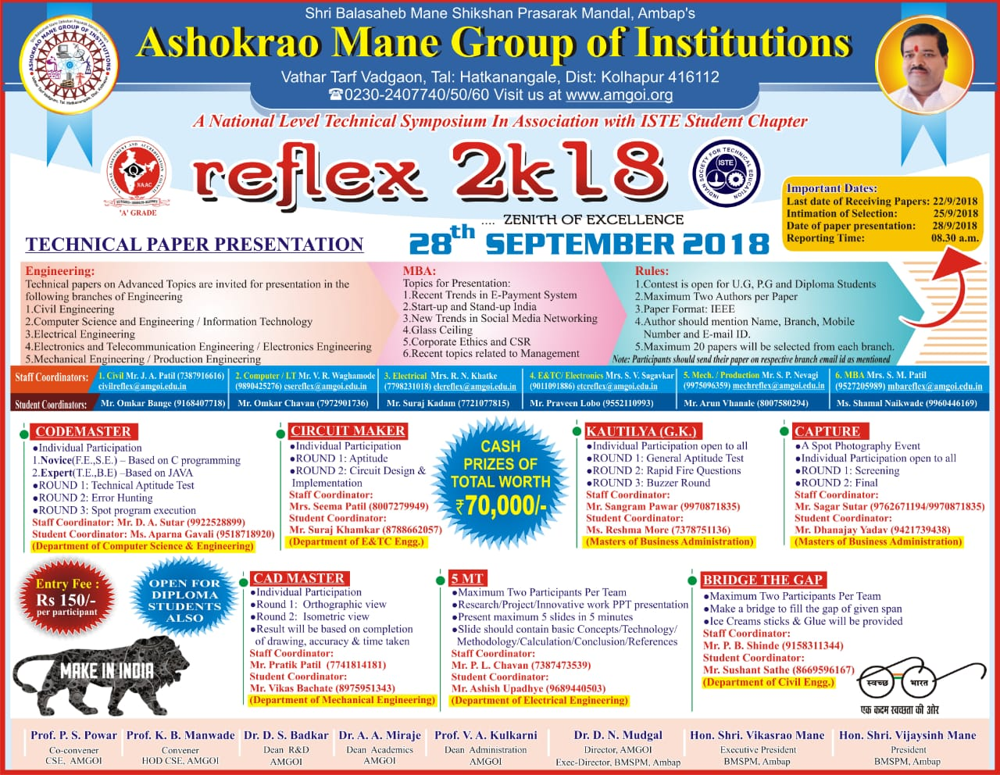 Shri Balasaheb Mane Shikshan Prasarak Mandal, Ambap's
Ashokrao Mane Group of Institutions
Vathar Tarf Vadgaon, Tal: Hatkanangale, Dist: Kolhapur 416112
☎0230-2407740/50/60 Visit us at www.amgoi.org
ASHOKRAO MANE GROUP OF INSTITUTIONS
A National Level Technical Symposium In Association with ISTE Student Chapter
NAAC
'A' GRADE
reflex 2k18
INDIAN SOCIETY FOR TECHNICAL EDUCATION
ISTE
.... ZENITH OF EXCELLENCE
28th SEPTEMBER 2018
Important Dates:
Last date of Receiving Papers: 22/9/2018
Intimation of Selection: 25/9/2018
Date of paper presentation: 28/9/2018
Reporting Time: 08.30 a.m.
TECHNICAL PAPER PRESENTATION
Engineering:
Technical papers on Advanced Topics are invited for presentation in the
following branches of Engineering
1.Civil Engineering
2.Computer Science and Engineering / Information Technology
3.Electrical Engineering
4.Electronics and Telecommunication Engineering / Electronics Engineering
5.Mechanical Engineering / Production Engineering
MBA:
Topics for Presentation:
1.Recent Trends in E-Payment System
2.Start-up and Stand-up India
3.New Trends in Social Media Networking
4.Glass Ceiling
5.Corporate Ethics and CSR
6.Recent topics related to Management
Rules:
1.Contest is open for U.G, P.G and Diploma Students
2.Maximum Two Authors per Paper
3.Paper Format: IEEE
4.Author should mention Name, Branch, Mobile
Number and E-mail ID.
5.Maximum 20 papers will be selected from each branch.
Note: Participants should send their paper on respective branch email id as mentioned
Staff Coordinators:
1. Civil Mr. J. A. Patil (7387916616)
civilreflex@amgoi.edu.in
2. Computer / I.T Mr. V. R. Waghamode
(9890425276) csereflex@amgoi.edu.in
3. Electrical Mrs. R. N. Khatke
(7798231018) elereflex@amgoi.edu.in
4. E&TC/ Electronics Mrs. S. V. Sagavkar
(9011091886) etcreflex@amgoi.edu.in
5. Mech. / Production Mr. S. P. Nevagi
(9975096359) mechreflex@amgoi.edu.in
6. MBA Mrs. S. M. Patil
(9527205989) mbareflex@amgoi.edu.in
Student Coordinators:
Mr. Omkar Bange (9168407718)
Mr. Omkar Chavan (7972901736)
Mr. Suraj Kadam (7721077815)
Mr. Praveen Lobo (9552110993)
Mr. Arun Vhanale (8007580294)
Ms. Shamal Naikwade (9960446169)
CODEMASTER
●Individual Participation
1.Novice(F.E.,S.E.) – Based on C programming
2.Expert(T.E.,B.E) –Based on JAVA
●ROUND 1: Technical Aptitude Test
●ROUND 2: Error Hunting
●ROUND 3: Spot program execution
Staff Coordinator: Mr. D. A. Sutar (9922528899)
Student Coordinator: Ms. Aparna Gavali (9518718920)
(Department of Computer Science & Engineering)
CIRCUIT MAKER
●Individual Participation
●ROUND 1: Aptitude
●ROUND 2: Circuit Design &
Implementation
Staff Coordinator:
Mrs. Seema Patil (8007279949)
Student Coordinator:
Mr. Suraj Khamkar (8788662057)
(Department of E&TC Engg.)
CASH
PRIZES OF
TOTAL WORTH
₹70,000/-
KAUTILYA (G.K.)
●Individual Participation open to all
●ROUND 1: General Aptitude Test
●ROUND 2: Rapid Fire Questions
●ROUND 3: Buzzer Round
Staff Coordinator:
Mr. Sangram Pawar (9970871835)
Student Coordinator:
Ms. Reshma More (7378751136)
(Masters of Business Administration)
CAPTURE
●A Spot Photography Event
●Individual Participation open to all
●ROUND 1: Screening
●ROUND 2: Final
Staff Coordinator:
Mr. Sagar Sutar (9762671194/9970871835)
Student Coordinator:
Mr. Dhanajay Yadav (9421739438)
(Masters of Business Administration)
Entry Fee :
Rs 150/-
per participant
OPEN FOR
DIPLOMA
STUDENTS
ALSO
MAKE IN INDIA
CAD MASTER
●Individual Participation
●Round 1: Orthographic view
●Round 2: Isometric view
●Result will be based on completion
of drawing, accuracy & time taken
Staff Coordinator:
Mr. Pratik Patil (7741814181)
Student Coordinator:
Mr. Vikas Bachate (8975951343)
(Department of Mechanical Engineering)
5 MT
●Maximum Two Participants Per Team
●Research/Project/Innovative work PPT presentation
●Present maximum 5 slides in 5 minutes
●Slide should contain basic Concepts/Technology/
Methodology/Calculation/Conclusion/References
Staff Coordinator:
Mr. P. L. Chavan (7387473539)
Student Coordinator:
Mr. Ashish Upadhye (9689440503)
(Department of Electrical Engineering)
BRIDGE THE GAP
●Maximum Two Participants Per Team
●Make a bridge to fill the gap of given span
●Ice Creams sticks & Glue will be provided
Staff Coordinator:
Mr. P. B. Shinde (9158311344)
Student Coordinator:
Mr. Sushant Sathe (8669596167)
(Department of Civil Engg.)
स्वच्छ भारत
एक कदम स्वच्छता की ओर
Prof. P. S. Powar
Co-convener
CSE, AMGOI
Prof. K. B. Manwade
Convener
HOD CSE, AMGOI
Dr. D. S. Badkar
Dean R&D
AMGOI
Dr. A. A. Miraje
Dean Academics
AMGOI
Prof. V. A. Kulkarni
Dean Administration
AMGOI
Dr. D. N. Mudgal
Director, AMGOI
Exec-Director, BMSPM, Ambap
Hon. Shri. Vikasrao Mane
Executive President
BMSPM, Ambap
Hon. Shri. Vijaysinh Mane
President
BMSPM, Ambap